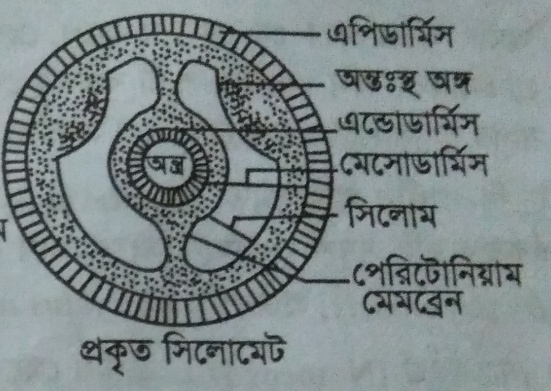 এপিডার্মিস
অন্তঃস্থ অঙ্গ
এন্ডোডার্মিস
অন্ত্র
মেসোডার্মিস
সিলোম
পেরিটোনিয়াম
মেমব্রেন
প্রকৃত সিলোমেট